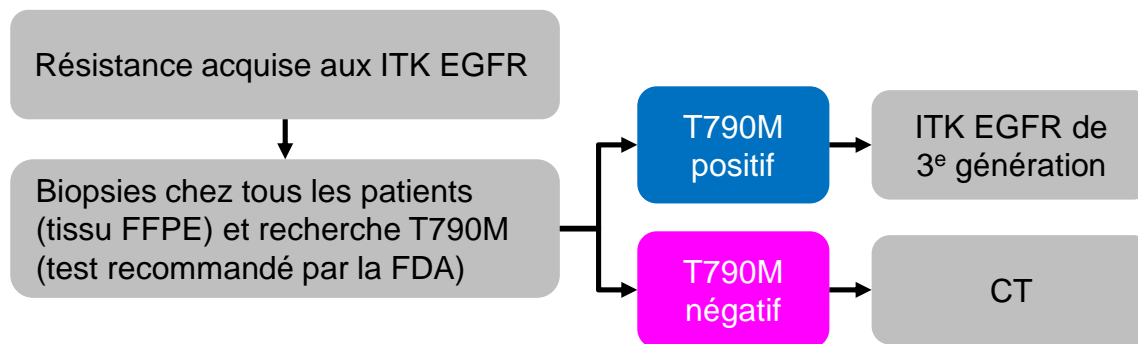 Résistance acquise aux ITK EGFR
Biopsies chez tous les patients
(tissu FFPE) et recherche T790M
(test recommandé par la FDA)
T790M
positif
ITK EGFR de
3e génération
T790M
négatif
CT